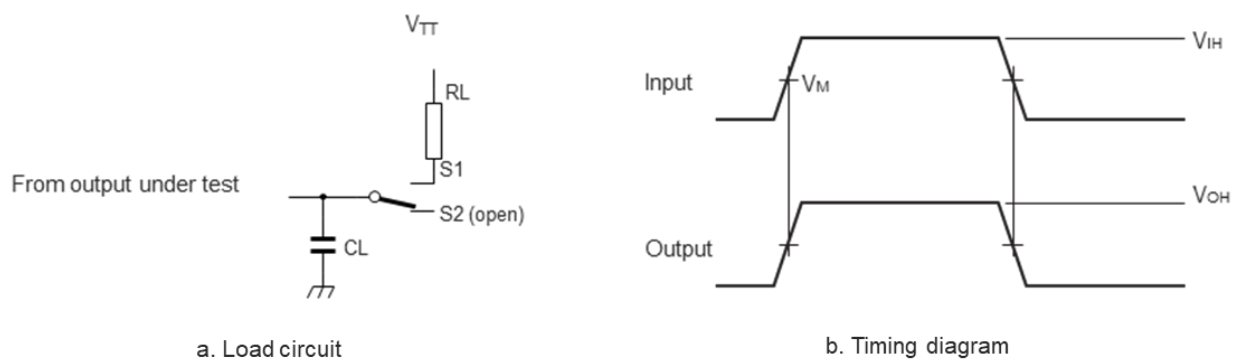 VTT
RL
S1
From output under test
S2 (open)
CL
a. Load circuit
VIH
Input
VM
VOH
Output
b. Timing diagram